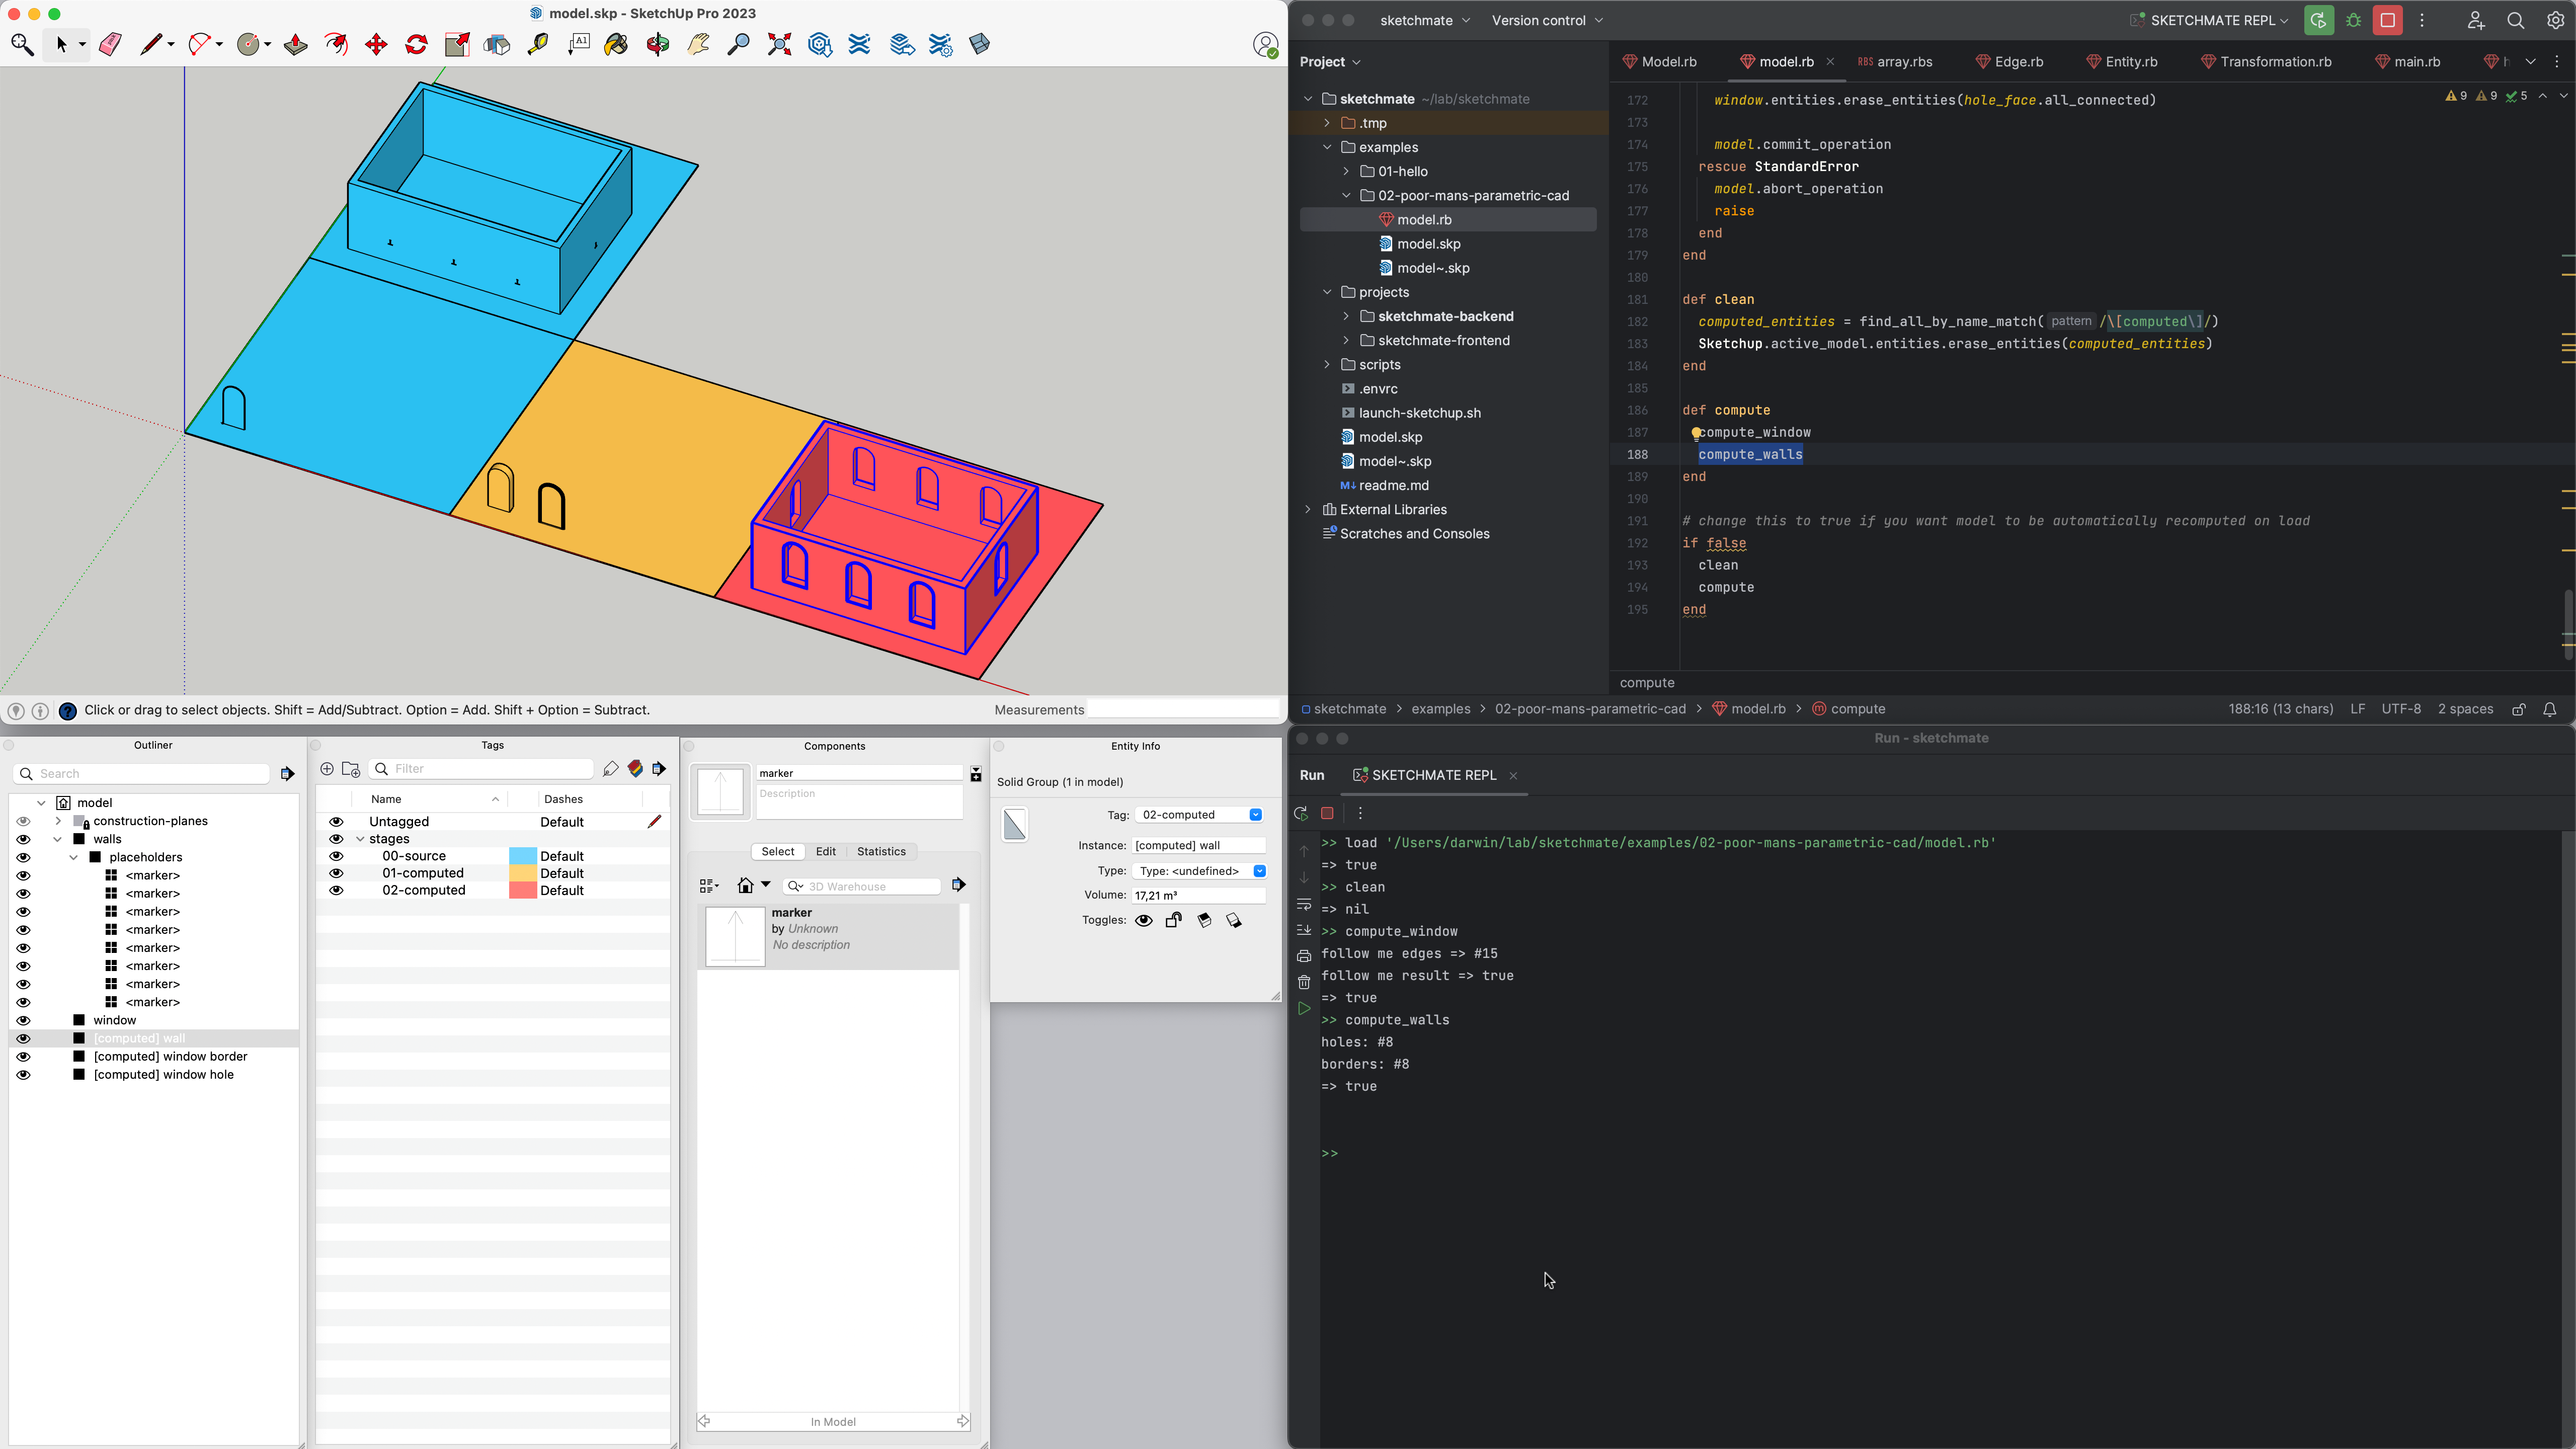 model.skp - SketchUp Pro 2023
A1
Click or drag to select objects. Shift = Add/Subtract. Option = Add. Shift + Option = Subtract.
Measurements
sketchmate
Version control
SKETCHMATE REPL
Project
Model.rb
model.rb
RBS array.rbs
Edge.rb
Entity.rb
Transformation.rb
main.rb
sketchmate ~/lab/sketchmate
.tmp
examples
01-hello
02-poor-mans-parametric-cad
model.rb
model.skp
model~.skp
projects
sketchmate-backend
sketchmate-frontend
scripts
.envrc
launch-sketchup.sh
model.skp
model~.skp
M↓ readme.md
External Libraries
Scratches and Consoles
9 9 5
172 window.entities.erase_entities(hole_face.all_connected)
173
174 model.commit_operation
175 rescue StandardError
176 model.abort_operation
177 raise
178 end
179 end
180
181 def clean
182 computed_entities = find_all_by_name_match( pattern /\[computed\]/)
183 Sketchup.active_model.entities.erase_entities(computed_entities)
184 end
185
186 def compute
187 compute_window
188 compute_walls
189 end
190
191 # change this to true if you want model to be automatically recomputed on load
192 if false
193 clean
194 compute
195 end
compute
sketchmate > examples > 02-poor-mans-parametric-cad > model.rb > compute
188:16 (13 chars) LF UTF-8 2 spaces
Outliner
Search
model
construction-planes
walls
placeholders
<marker>
<marker>
<marker>
<marker>
<marker>
<marker>
<marker>
<marker>
window
[computed] wall
[computed] window border
[computed] window hole
Tags
Filter
Name Dashes
Untagged Default
stages
00-source Default
01-computed Default
02-computed Default
Components
marker
Description
Select Edit Statistics
3D Warehouse
marker
by Unknown
No description
In Model
Entity Info
Solid Group (1 in model)
Tag: 02-computed
Instance: [computed] wall
Type: Type: <undefined>
Volume: 17,21 m³
Toggles:
Run - sketchmate
Run
SKETCHMATE REPL
>> load '/Users/darwin/lab/sketchmate/examples/02-poor-mans-parametric-cad/model.rb'
=> true
>> clean
=> nil
>> compute_window
follow me edges => #15
follow me result => true
=> true
>> compute_walls
holes: #8
borders: #8
=> true
>>